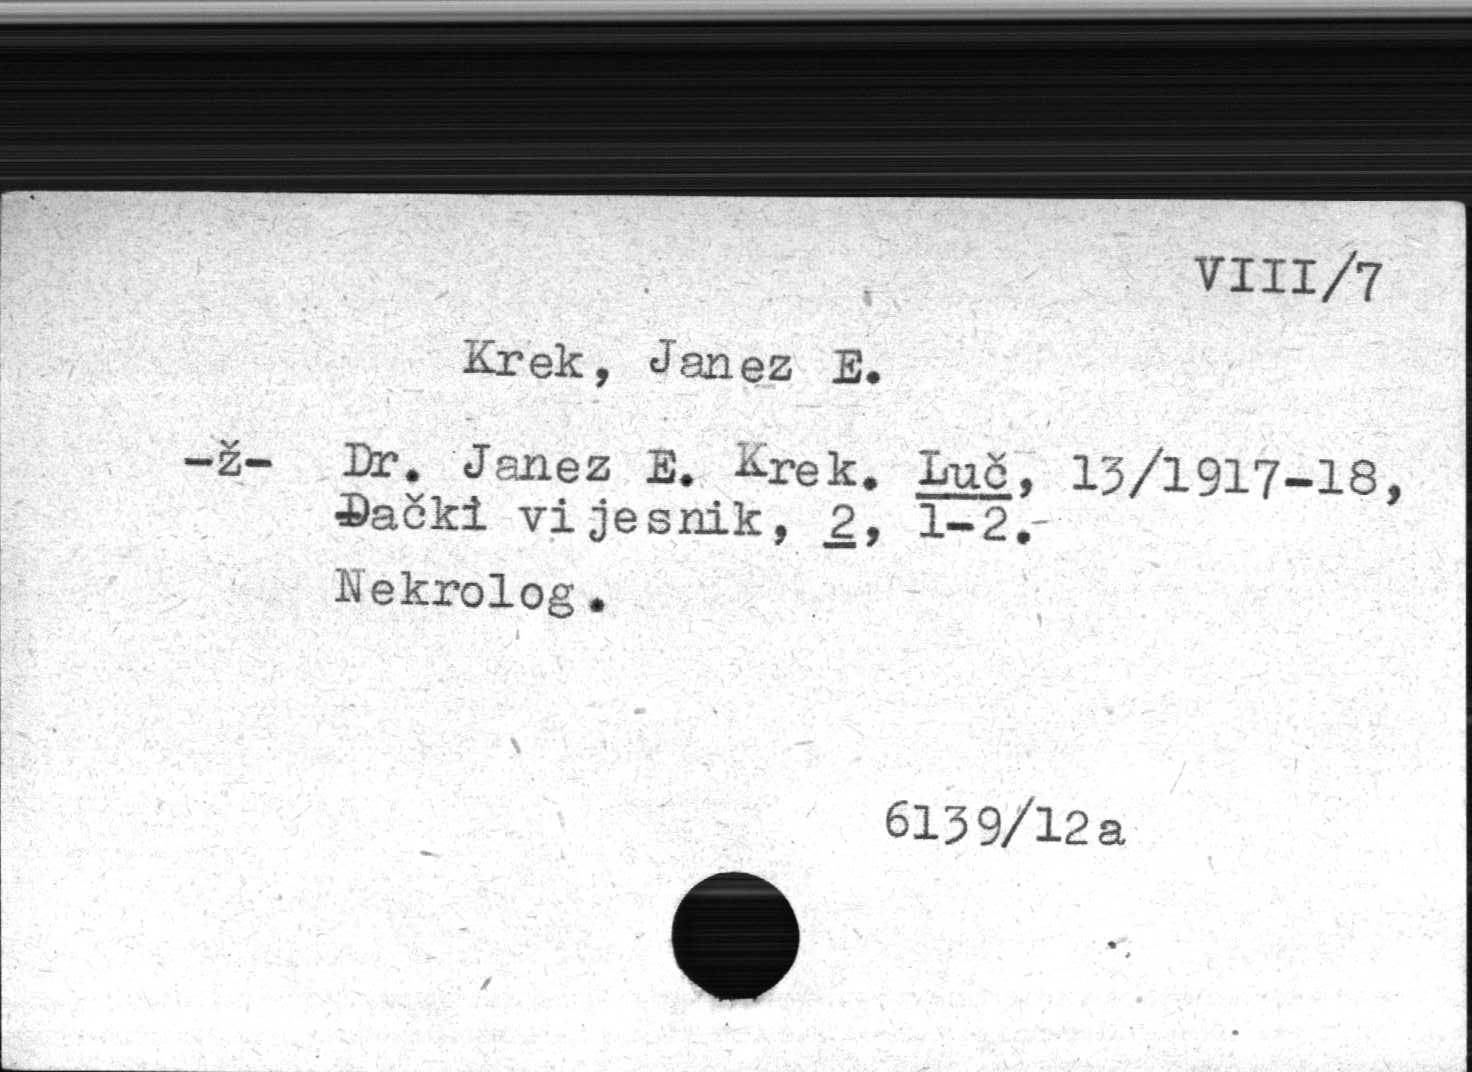 VIII/7
Krek, Janez E.
-ž- Dr. Janez E. Krek. Luč, 13/1917-18,
Đački vijesnik, 2, 1-2.
Nekrolog.
6139/12a